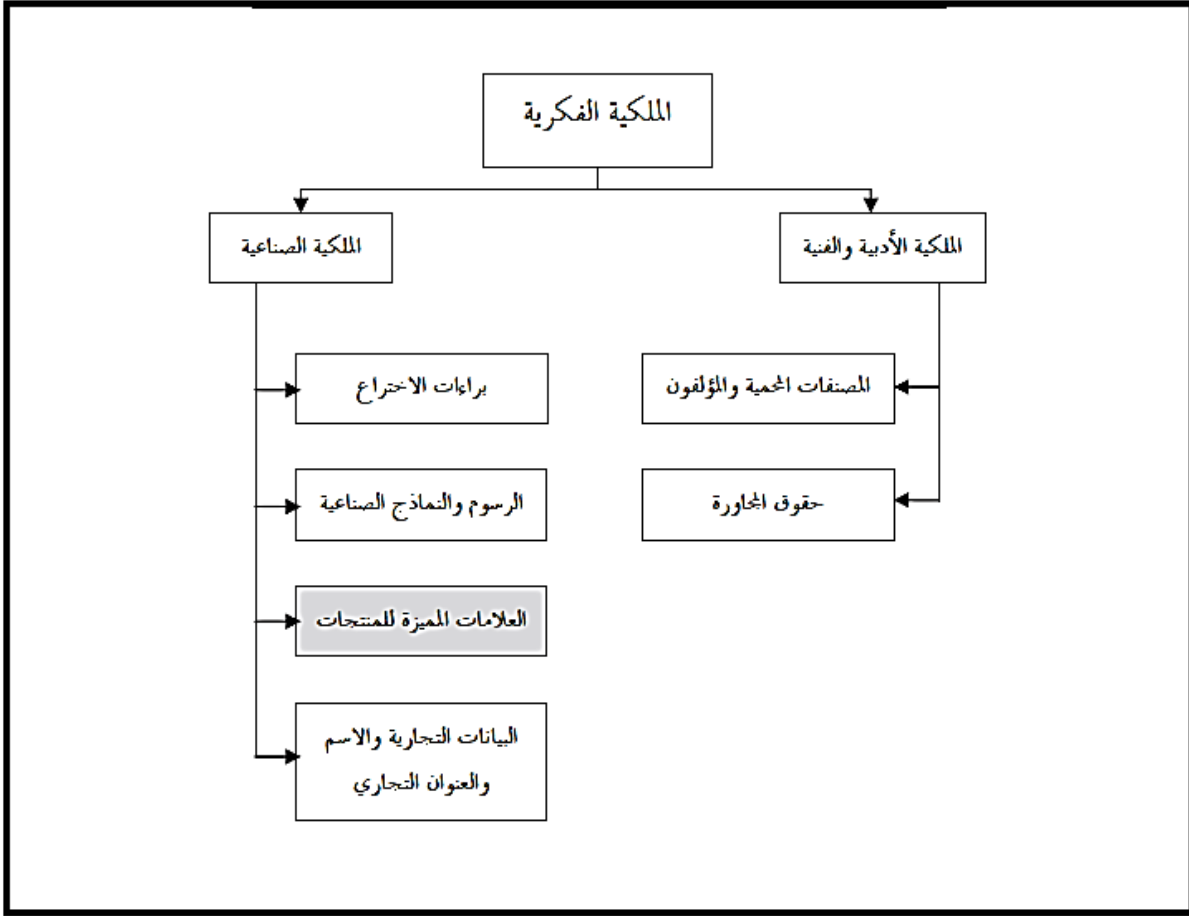 الملكية الفكرية
الملكية الأدبية والفنية
المصنفات المحمية والمؤلفون
حقوق المجاورة
الملكية الصناعية
براءات الاختراع
الرسوم والنماذج الصناعية
العلامات المميزة للمنتجات
البيانات التجارية والاسم
والعنوان التجاري